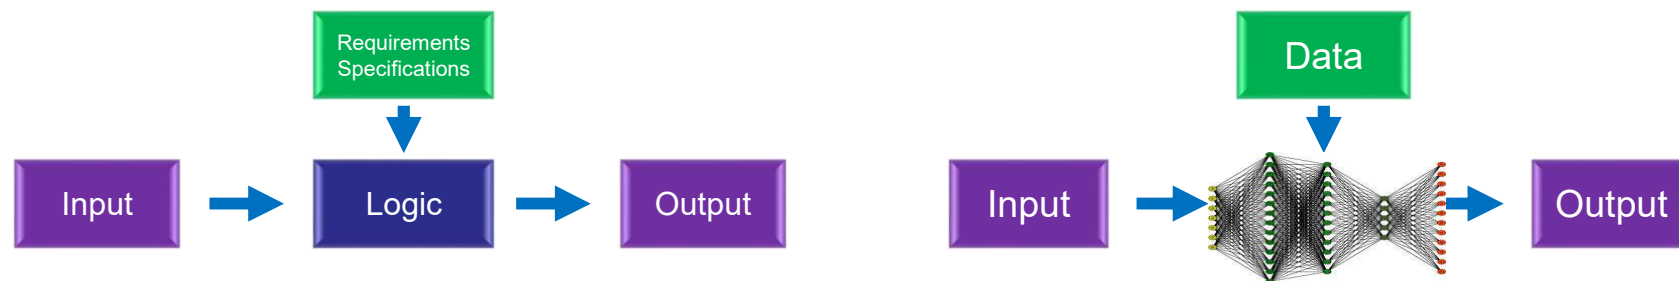 Requirements
Specifications
Input
Logic
Output
Data
Input
Output